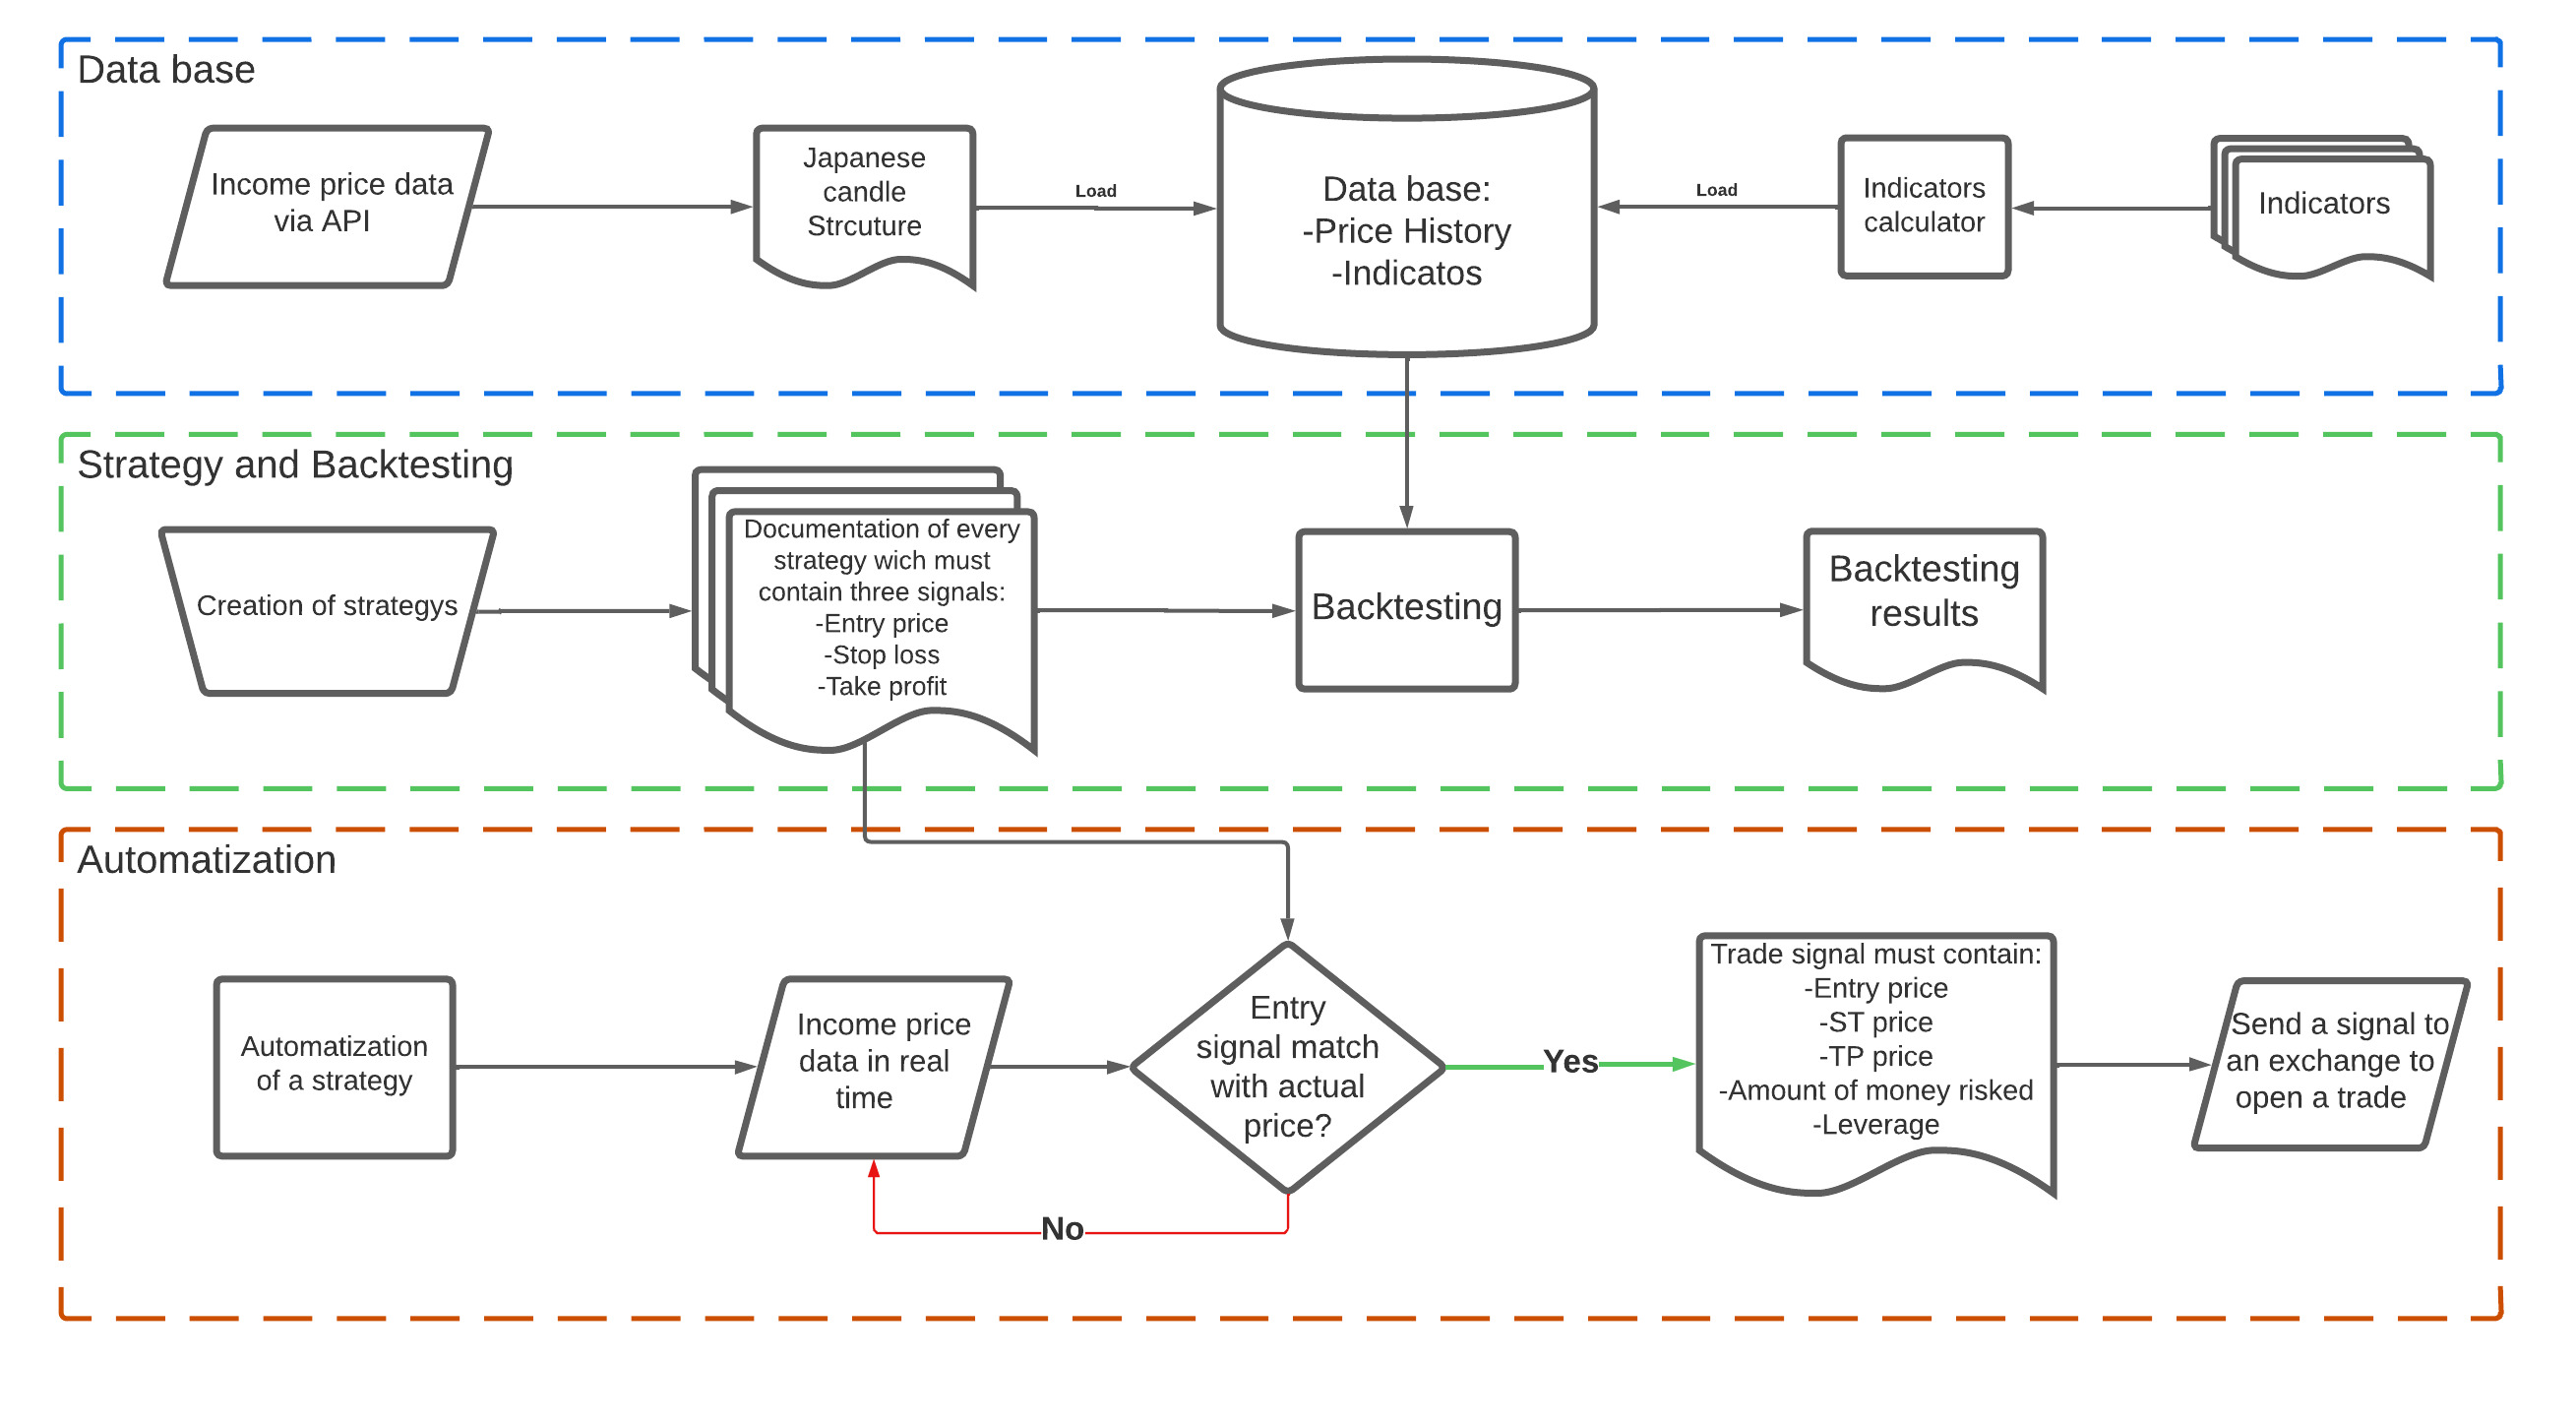 Data base
Income price data
via API
Japanese
candle
Strcuture
Load
Data base:
-Price History
-Indicatos
Load
Indicators
calculator
Indicators
Strategy and Backtesting
Creation of strategys
Documentation of every
strategy wich must
contain three signals:
-Entry price
-Stop loss
-Take profit
Backtesting
Backtesting
results
Automatization
Automatization
of a strategy
Income price
data in real
time
Entry
signal match
with actual
price?
Yes
No
Trade signal must contain:
-Entry price
-ST price
-TP price
-Amount of money risked
-Leverage
Send a signal to
an exchange to
open a trade